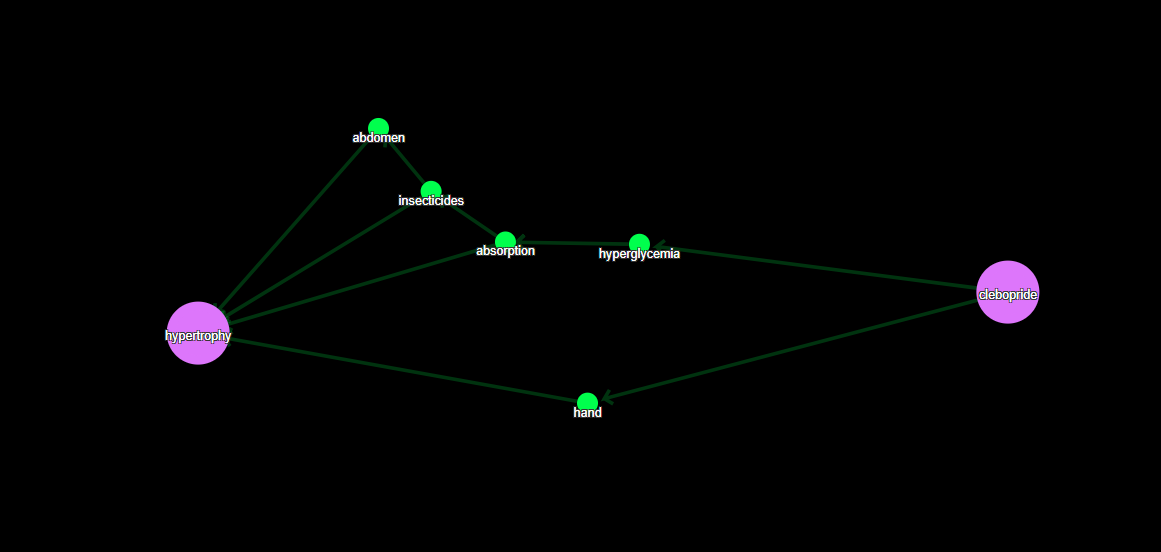 abdomen
insecticides
absorption
hyperglycemia
clebopride
hypertrophy
hand